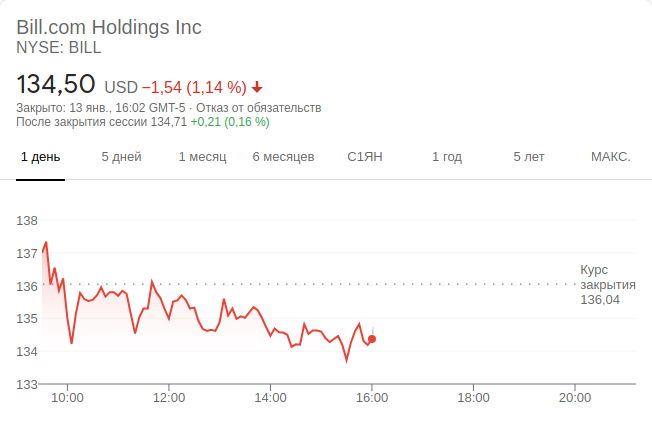 Bill.com Holdings Inc
NYSE: BILL
134,50 USD −1,54 (1,14 %)
Закрыто: 13 янв., 16:02 GMT-5 · Отказ от обязательств
После закрытия сессии 134,71 +0,21 (0,16 %)
1 день 5 дней 1 месяц 6 месяцев С1ЯН 1 год 5 лет МАКС.
138
137
136
135
134
133
Курс
закрытия
136,04
10:00 12:00 14:00 16:00 18:00 20:00